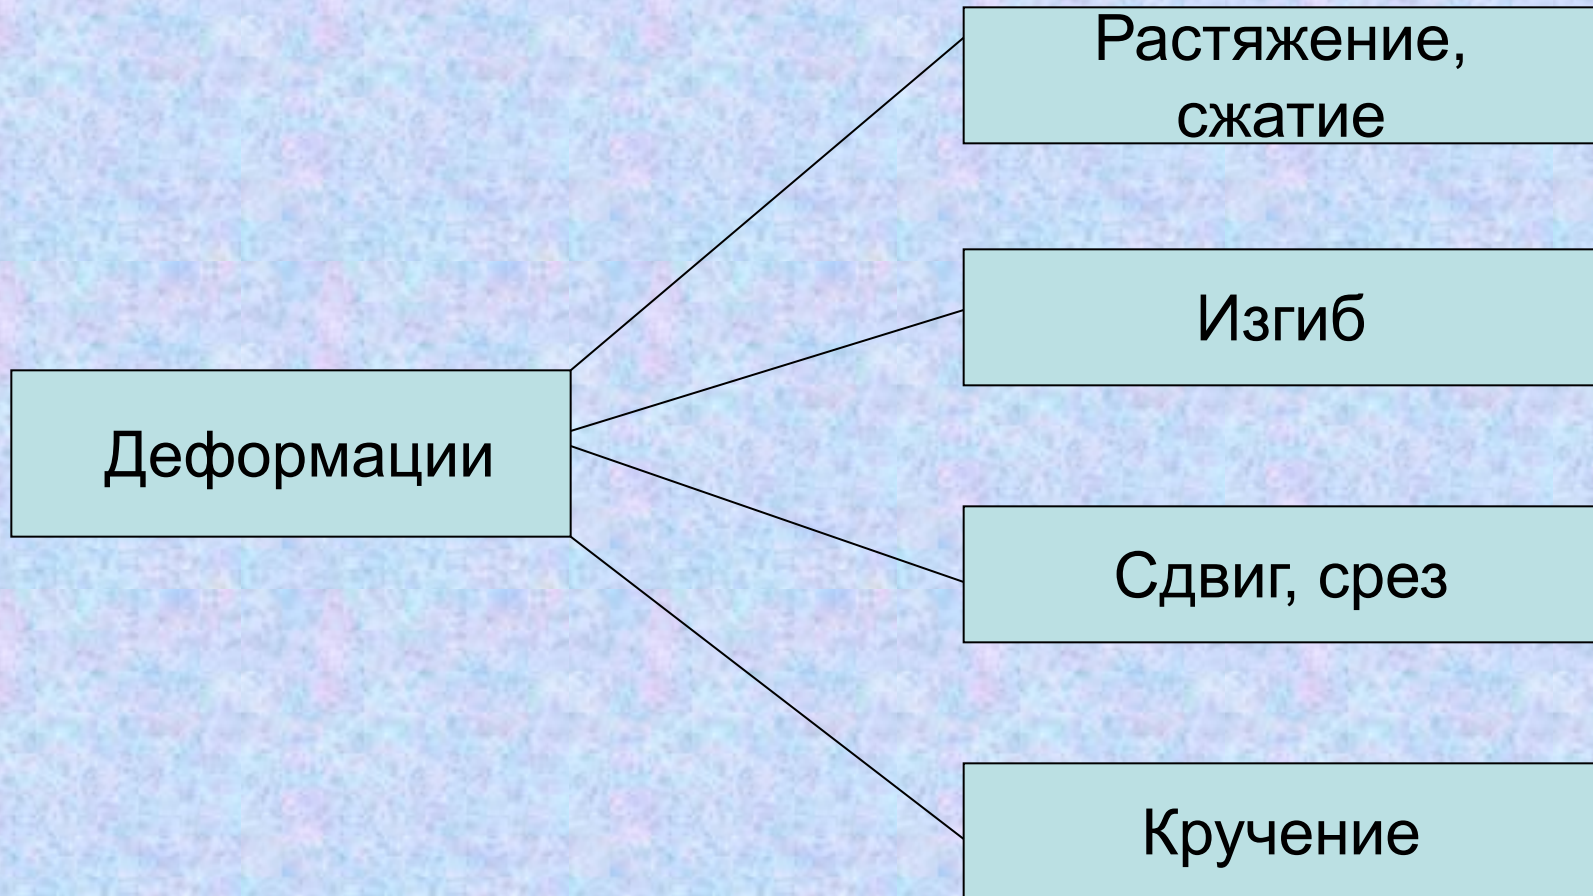 Растяжение,
сжатие
Изгиб
Деформации
Сдвиг, срез
Кручение